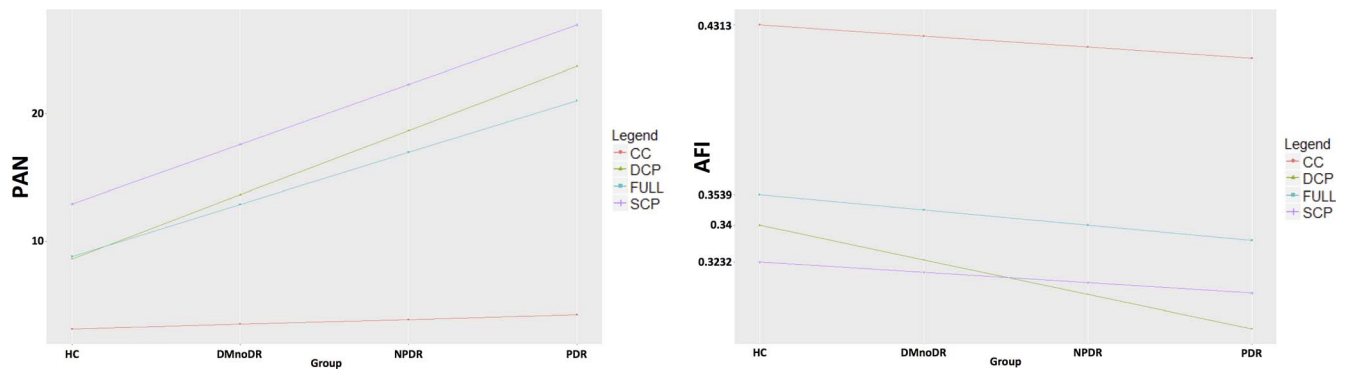 PAN
20
10
HC
DMnoDR
NPDR
PDR
Group
Legend
CC
DCP
FULL
SCP
AFI
0.4313
0.3539
0.34
0.3232
HC
DMnoDR
NPDR
PDR
Group
Legend
CC
DCP
FULL
SCP